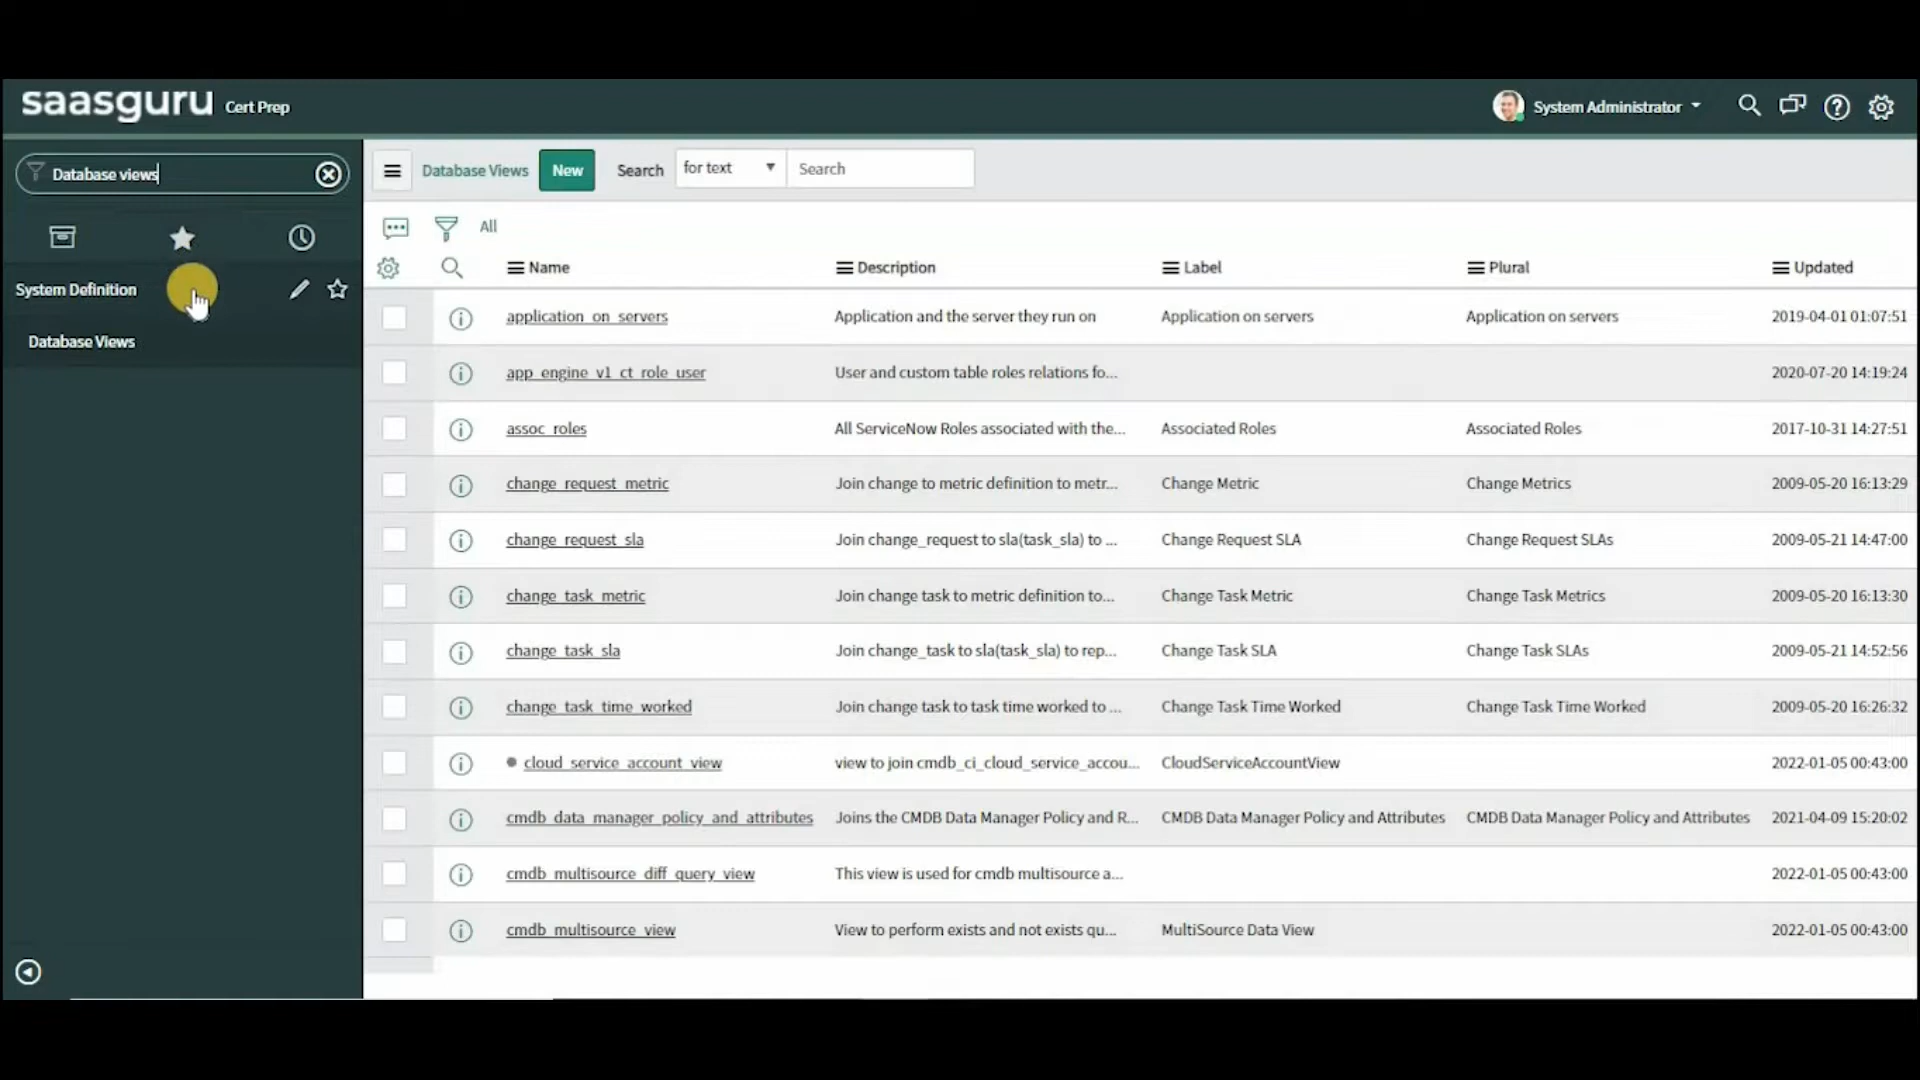 saasguru Cert Prep
System Administrator
Database views
Database Views New Search for text Search
All
System Definition
Database Views
Name Description Label Plural Updated
application_on_servers Application and the server they run on Application on servers Application on servers 2019-04-01 01:07:51
app_engine_v1_ct_role_user User and custom table roles relations fo... 2020-07-20 14:19:24
assoc_roles All ServiceNow Roles associated with the... Associated Roles Associated Roles 2017-10-31 14:27:51
change_request_metric Join change to metric definition to metr... Change Metric Change Metrics 2009-05-20 16:13:29
change_request_sla Join change_request to sla(task_sla) to ... Change Request SLA Change Request SLAs 2009-05-21 14:47:00
change_task_metric Join change task to metric definition to... Change Task Metric Change Task Metrics 2009-05-20 16:13:30
change_task_sla Join change_task to sla(task_sla) to rep... Change Task SLA Change Task SLAs 2009-05-21 14:52:56
change_task_time_worked Join change task to task time worked to ... Change Task Time Worked Change Task Time Worked 2009-05-20 16:26:32
cloud_service_account_view view to join cmdb_ci_cloud_service_accou... CloudServiceAccountView 2022-01-05 00:43:00
cmdb_data_manager_policy_and_attributes Joins the CMDB Data Manager Policy and R... CMDB Data Manager Policy and Attributes CMDB Data Manager Policy and Attributes 2021-04-09 15:20:02
cmdb_multisource_diff_query_view This view is used for cmdb multisource a... 2022-01-05 00:43:00
cmdb_multisource_view View to perform exists and not exists qu... MultiSource Data View 2022-01-05 00:43:00